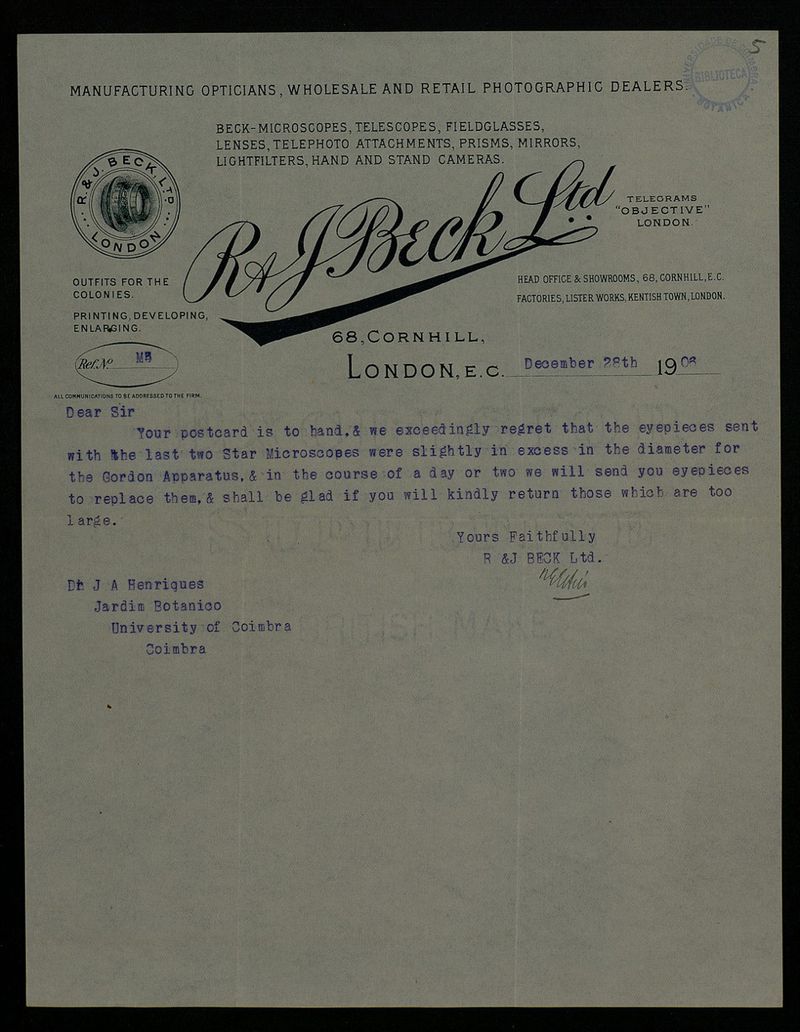 5
MANUFACTURING OPTICIANS, WHOLESALE AND RETAIL PHOTOGRAPHIC DEALERS.
BIBLIOTECA
BOTANICA
BECK-MICROSCOPES, TELESCOPES, FIELDGLASSES,
LENSES, TELEPHOTO ATTACHMENTS, PRISMS, MIRRORS,
LIGHTFILTERS, HAND AND STAND CAMERAS.
R. & J. BECK, LTD.
LONDON
R & J Beck Ltd.
TELEGRAMS
"OBJECTIVE"
LONDON.
OUTFITS FOR THE
COLONIES.
PRINTING, DEVELOPING,
ENLARGING.
HEAD OFFICE & SHOWROOMS, 68, CORNHILL, E.C.
FACTORIES, LISTER WORKS, KENTISH TOWN, LONDON.
68, CORNHILL,
Ref. No MB
LONDON, E.C. December 28th 1908
ALL COMMUNICATIONS TO BE ADDRESSED TO THE FIRM.
Dear Sir
Your postcard is to hand,& we exceedingly regret that the eyepieces sent
with the last two Star Microscopes were slightly in excess in the diameter for
the Gordon Apparatus,& in the course of a day or two we will send you eyepieces
to replace them,& shall be glad if you will kindly return those which are too
large.
Yours Faithfully
R &J BECK Ltd.
Dr J A Henriques
Jardim Botanico
University of Coimbra
Coimbra